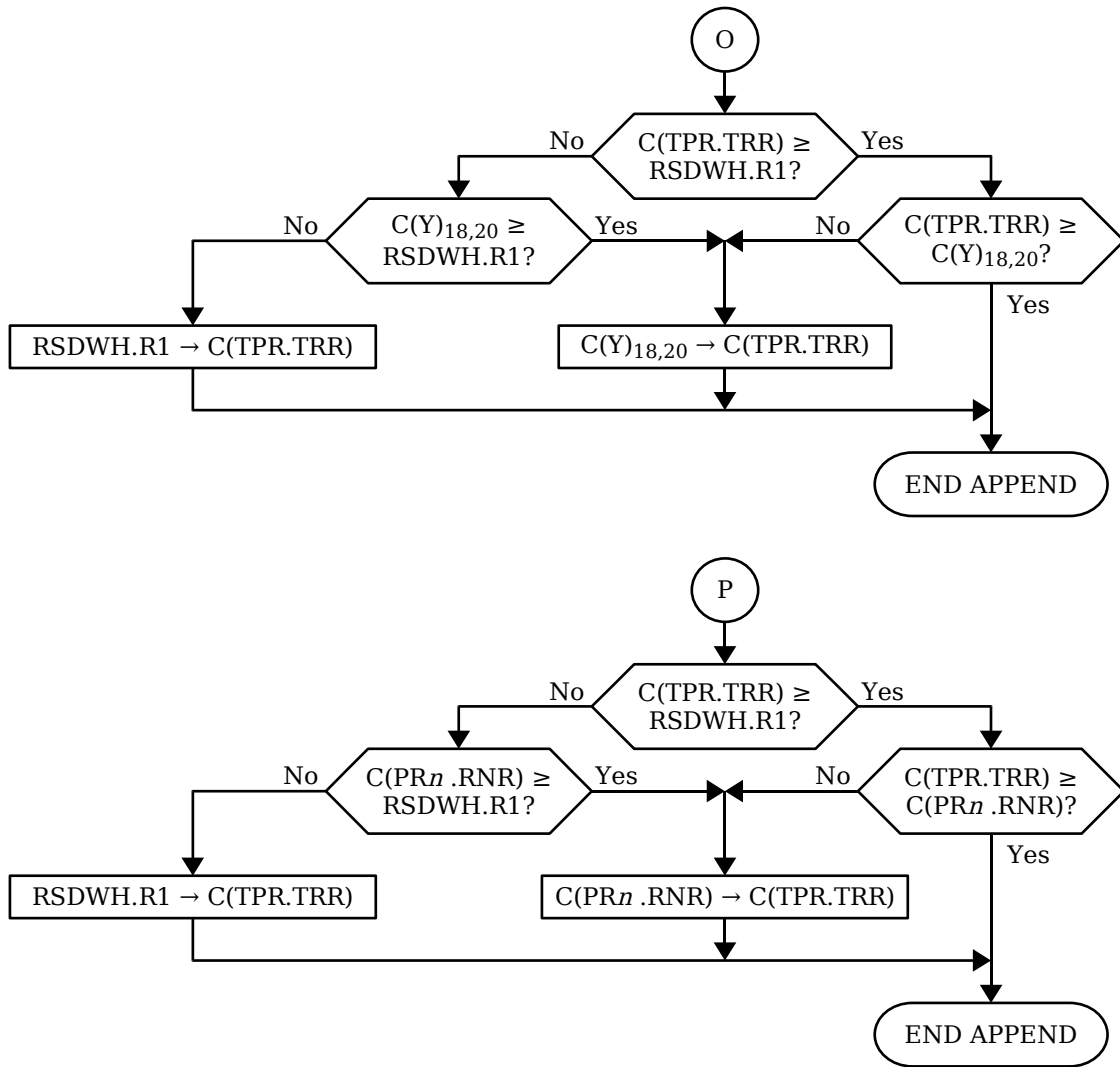 O
No
C(TPR.TRR) ≥
RSDWH.R1?
Yes
No
C(Y)18,20 ≥
RSDWH.R1?
Yes
No
C(TPR.TRR) ≥
C(Y)18,20?
Yes
RSDWH.R1 → C(TPR.TRR)
C(Y)18,20 → C(TPR.TRR)
END APPEND
P
No
C(TPR.TRR) ≥
RSDWH.R1?
Yes
No
C(PRn .RNR) ≥
RSDWH.R1?
Yes
No
C(TPR.TRR) ≥
C(PRn .RNR)?
Yes
RSDWH.R1 → C(TPR.TRR)
C(PRn .RNR) → C(TPR.TRR)
END APPEND